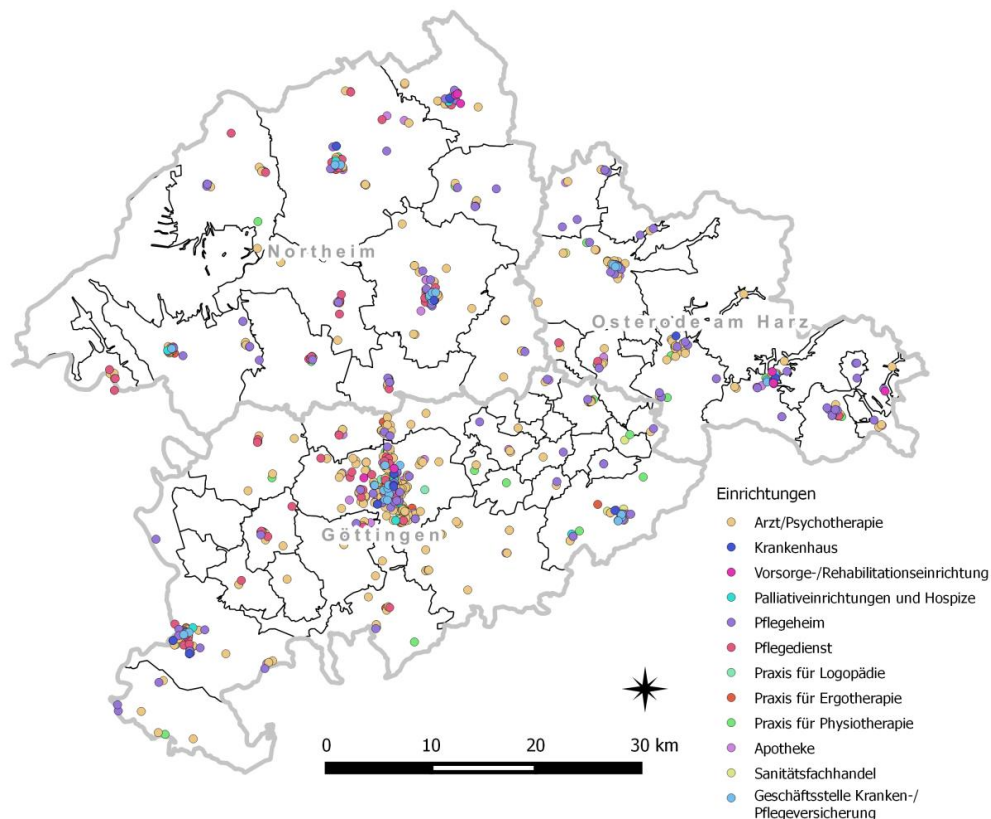 Northeim
Osterode am Harz
Göttingen
Einrichtungen
Arzt/Psychotherapie
Krankenhaus
Vorsorge-/Rehabilitationseinrichtung
Palliativeinrichtungen und Hospize
Pflegeheim
Pflegedienst
Praxis für Logopädie
Praxis für Ergotherapie
Praxis für Physiotherapie
Apotheke
Sanitätsfachhandel
Geschäftsstelle Kranken-/
Pflegeversicherung
0 10 20 30 km